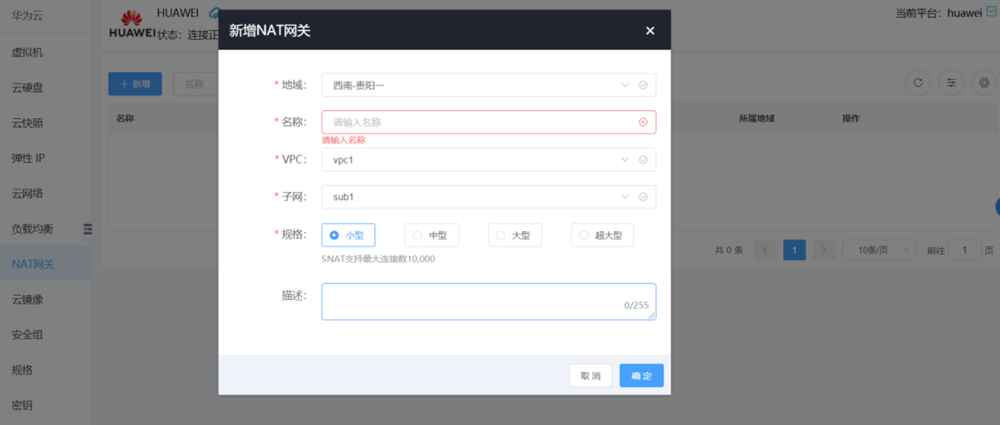 华为云
虚拟机
云硬盘
云快照
弹性 IP
云网络
负载均衡
NAT网关
云镜像
安全组
规格
密钥
HUAWEI
HUAWEI
状态：连接正
当前平台：huawei
+ 新增
名称
名称
所属地域
操作
共 0 条
1
10条/页
前往 1 页
新增NAT网关
* 地域：
西南-贵阳一
* 名称：
请输入名称
请输入名称
* VPC：
vpc1
* 子网：
sub1
* 规格：
小型
中型
大型
超大型
SNAT支持最大连接数10,000
描述：
0/255
取消
确定